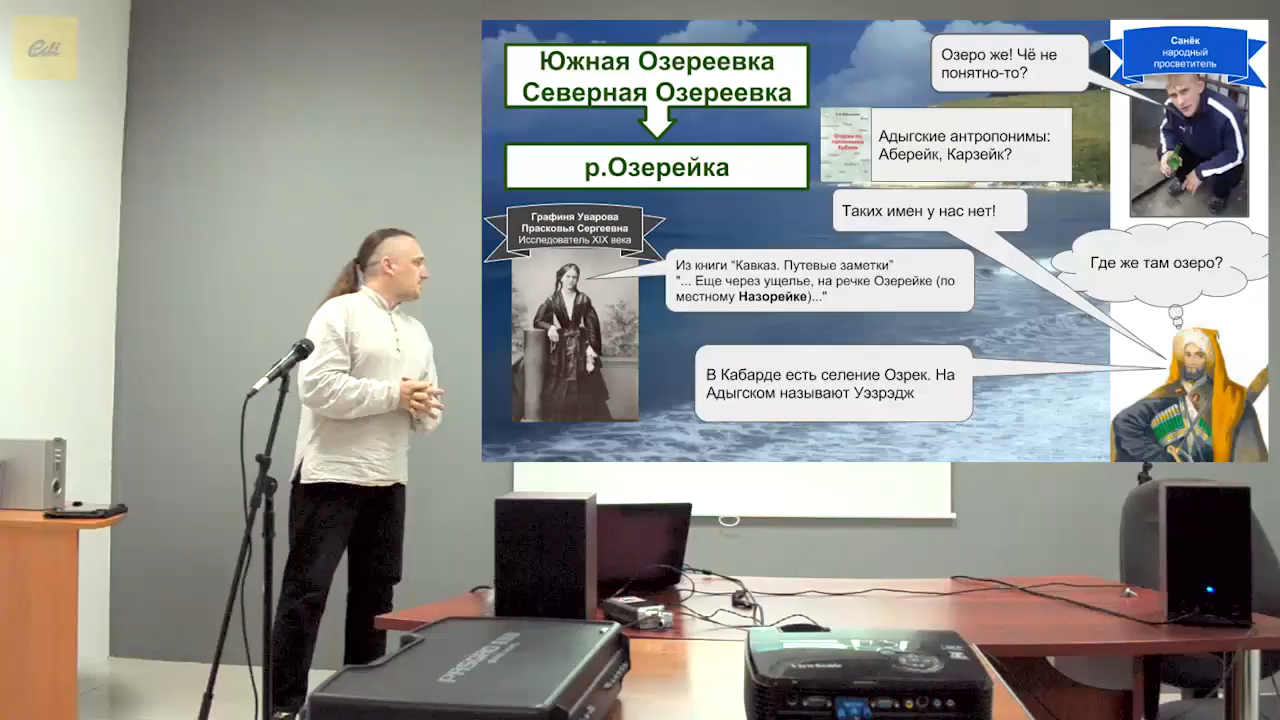 Южная Озереевка
Северная Озереевка
р.Озерейка
Озеро же! Чё не
понятно-то?
Санёк
народный
просветитель
Адыгские антропонимы:
Аберейк, Карзейк?
Таких имен у нас нет!
Графиня Уварова
Прасковья Сергеевна
Исследователь XIX века
Из книги “Кавказ. Путевые заметки”
"... Еще через ущелье, на речке Озерейке (по
местному Назорейке)..."
Где же там озеро?
В Кабарде есть селение Озрек. На
Адыгском называют Уэзрэдж
ViewSonic